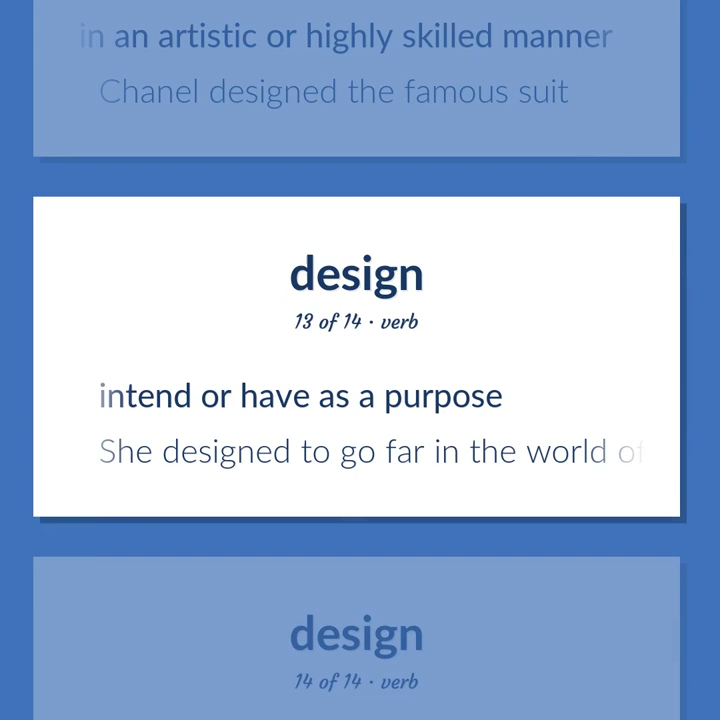 in an artistic or highly skilled manner
Chanel designed the famous suit
design
13 of 14 · verb
intend or have as a purpose
She designed to go far in the world of
design
14 of 14 · verb